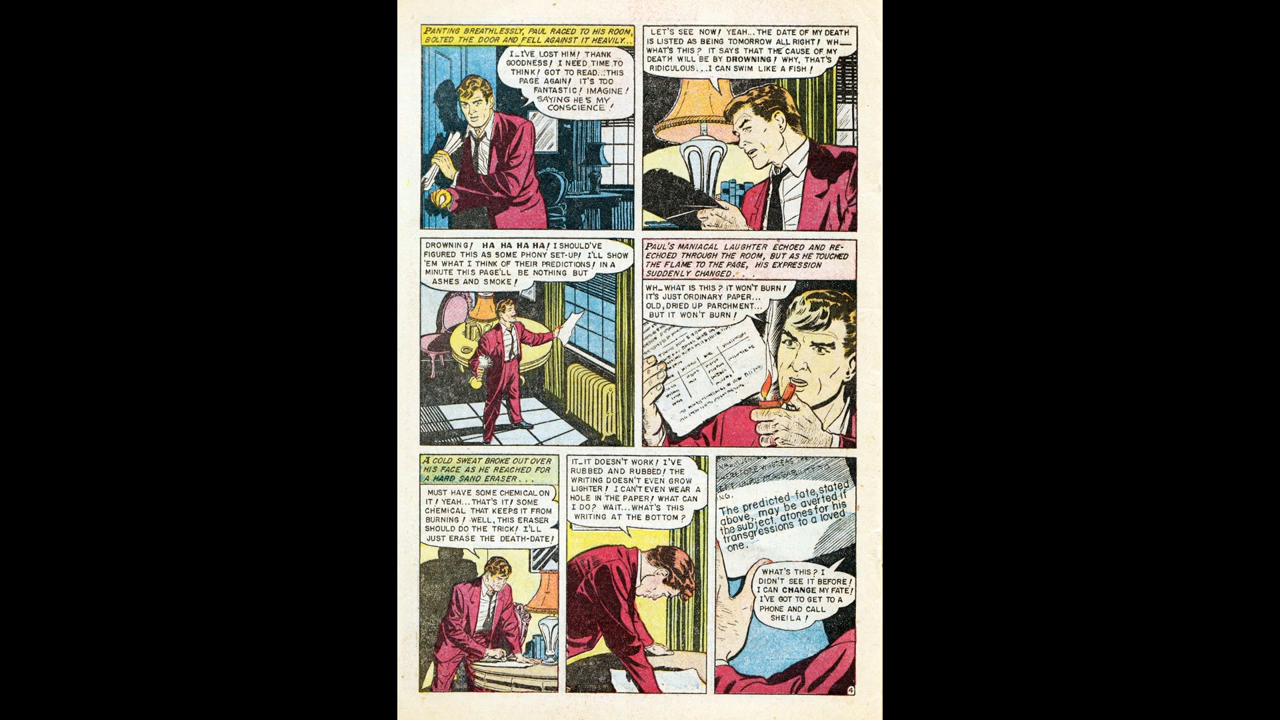 PANTING BREATHLESSLY, PAUL RACED TO HIS ROOM,
BOLTED THE DOOR AND FELL AGAINST IT HEAVILY...
I...I'VE LOST HIM! THANK
GOODNESS! I NEED TIME TO
THINK! GOT TO READ...THIS
PAGE AGAIN! IT'S TOO
FANTASTIC! IMAGINE!
SAYING HE'S MY
CONSCIENCE!
LET'S SEE NOW! YEAH...THE DATE OF MY DEATH
IS LISTED AS BEING TOMORROW ALL RIGHT! WH—
WHAT'S THIS? IT SAYS THAT THE CAUSE OF MY
DEATH WILL BE BY DROWNING! WHY, THAT'S
RIDICULOUS...I CAN SWIM LIKE A FISH!
DROWNING! HA HA HA HA! I SHOULD'VE
FIGURED THIS AS SOME PHONY SET-UP! I'LL SHOW
'EM WHAT I THINK OF THEIR PREDICTIONS! IN A
MINUTE THIS PAGE'LL BE NOTHING BUT
ASHES AND SMOKE!
PAUL'S MANIACAL LAUGHTER ECHOED AND RE-
ECHOED THROUGH THE ROOM, BUT AS HE TOUCHED
THE FLAME TO THE PAGE, HIS EXPRESSION
SUDDENLY CHANGED...
WH...WHAT IS THIS? IT WON'T BURN!
IT'S JUST ORDINARY PAPER...
OLD, DRIED UP PARCHMENT...
BUT IT WON'T BURN!
A COLD SWEAT BROKE OUT OVER
HIS FACE AS HE REACHED FOR
A HARD SAND ERASER...
MUST HAVE SOME CHEMICAL ON
IT! YEAH...THAT'S IT! SOME
CHEMICAL THAT KEEPS IT FROM
BURNING! WELL, THIS ERASER
SHOULD DO THE TRICK! I'LL
JUST ERASE THE DEATH-DATE!
IT...IT DOESN'T WORK! I'VE
RUBBED AND RUBBED! THE
WRITING DOESN'T EVEN GROW
LIGHTER! I CAN'T EVEN WEAR A
HOLE IN THE PAPER! WHAT CAN
I DO? WAIT...WHAT'S THIS
WRITING AT THE BOTTOM?
The predicted fate, stated
above, may be averted if
the subject atones for his
transgressions to a loved
one.
WHAT'S THIS? I
DIDN'T SEE IT BEFORE!
I CAN CHANGE MY FATE!
I'VE GOT TO GET TO A
PHONE AND CALL
SHEILA!
4